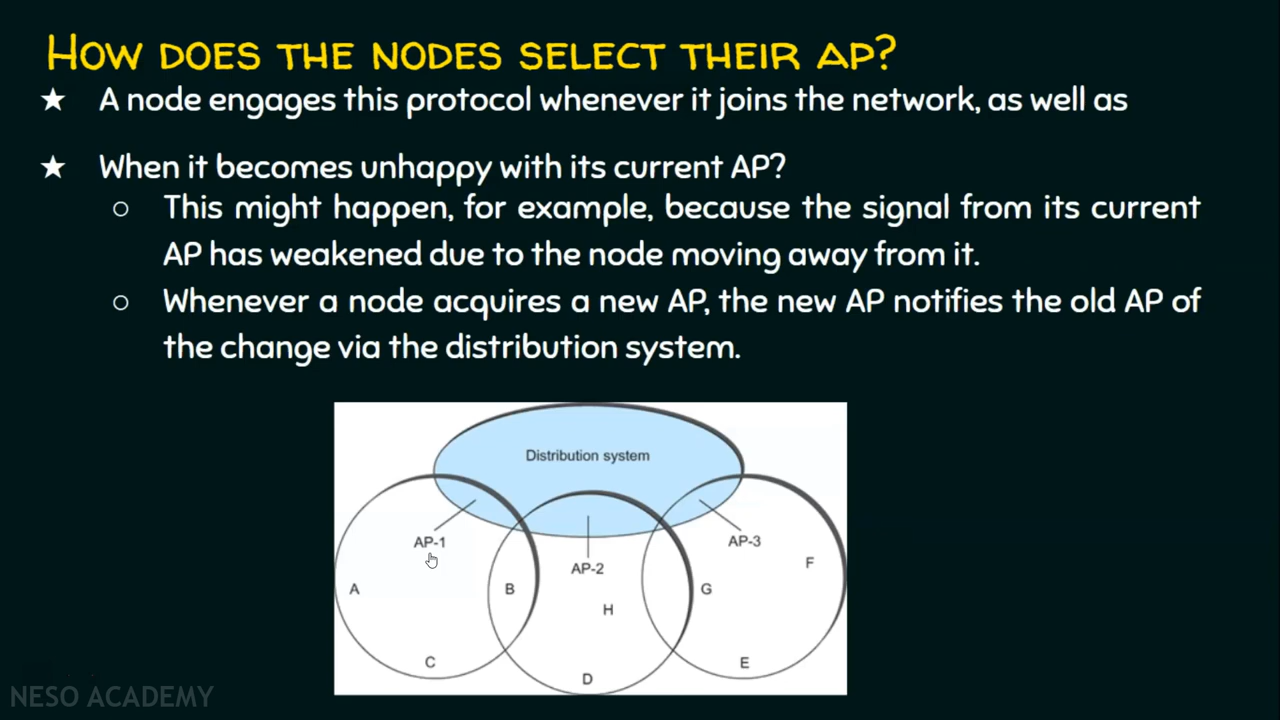 How does the nodes select their AP?
★ A node engages this protocol whenever it joins the network, as well as
★ When it becomes unhappy with its current AP?
○ This might happen, for example, because the signal from its current
AP has weakened due to the node moving away from it.
○ Whenever a node acquires a new AP, the new AP notifies the old AP of
the change via the distribution system.
Distribution system
AP-1
AP-2
AP-3
A
B
H
G
F
C
D
E
NESO ACADEMY